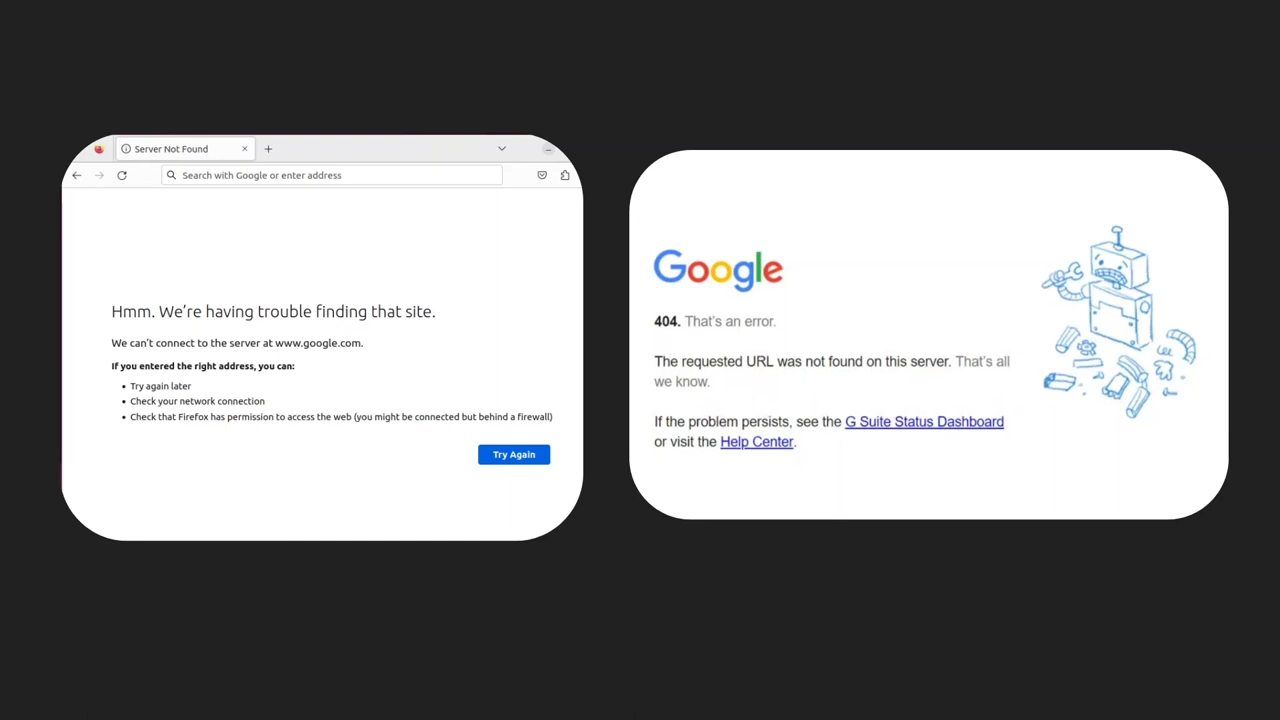 Server Not Found
Search with Google or enter address
Hmm. We're having trouble finding that site.
We can't connect to the server at www.google.com.
If you entered the right address, you can:
• Try again later
• Check your network connection
• Check that Firefox has permission to access the web (you might be connected but behind a firewall)
Try Again
Google
404. That's an error.
The requested URL was not found on this server. That's all
we know.
If the problem persists, see the G Suite Status Dashboard
or visit the Help Center.